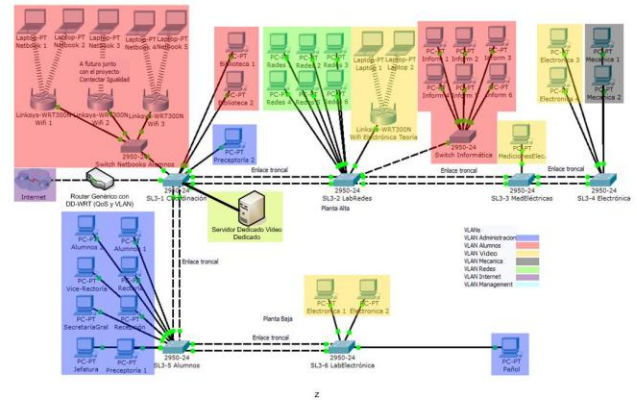 Laptop-PT Laptop-PT Laptop-PT Laptop-PT Laptop-PT
Netbook 1 Netbook 2 Netbook 3 Netbook 4 Netbook 5
A futuro junto
con el proyecto
Conectar Igualdad
Linksys-WRT300N Linksys-WRT300N Linksys-WRT300N
Wifi 1 Wifi 2 Wifi 3
2950-24
Switch Netbooks Alumnos
PC-PT
Biblioteca 1
PC-PT
Biblioteca 2
PC-PT
Preceptoría 2
PC-PT PC-PT PC-PT
Redes 1 Redes 2 Redes 3
PC-PT PC-PT PC-PT
Redes 4 Redes 5 Redes 6
Laptop-PT Laptop-PT
Laptop 1 Laptop 2
Linksys-WRT300N
Wifi Electrónica Teoría
PC-PT PC-PT PC-PT
Inform 1 Inform 2 Inform 3
PC-PT PC-PT PC-PT
Inform 4 Inform 5 Inform 6
2950-24
Switch Informática
PC-PT
MedicionesElec.
PC-PT
Electronica 3
PC-PT
Electronica 4
PC-PT
Mecanica 1
PC-PT
Mecanica 2
Internet
Router Genérico con
DD-WRT (QoS y VLAN)
2950-24
SL3-1 Coordinación
Enlace troncal
2950-24
SL3-2 LabRedes
Enlace troncal
2950-24
SL3-3 MedEléctricas
Enlace troncal
2950-24
SL3-4 Electrónica
Planta Alta
Servidor Dedicado Video
Dedicado
Enlace troncal
VLANs
VLAN Administracion
VLAN Alumnos
VLAN Video
VLAN Mecanica
VLAN Redes
VLAN Internet
VLAN Management
PC-PT PC-PT
Alumnos 2 Alumnos 1
PC-PT PC-PT
Vice-Rectoría Rectoría
PC-PT PC-PT
SecretaríaGral Recepción
PC-PT PC-PT
Jefatura Preceptoría 1
2950-24
SL3-5 Alumnos
Planta Baja
Enlace troncal
PC-PT PC-PT
Electronica 1 Electronica 2
2950-24
SL3-6 LabElectrónica
PC-PT
Pañol
z